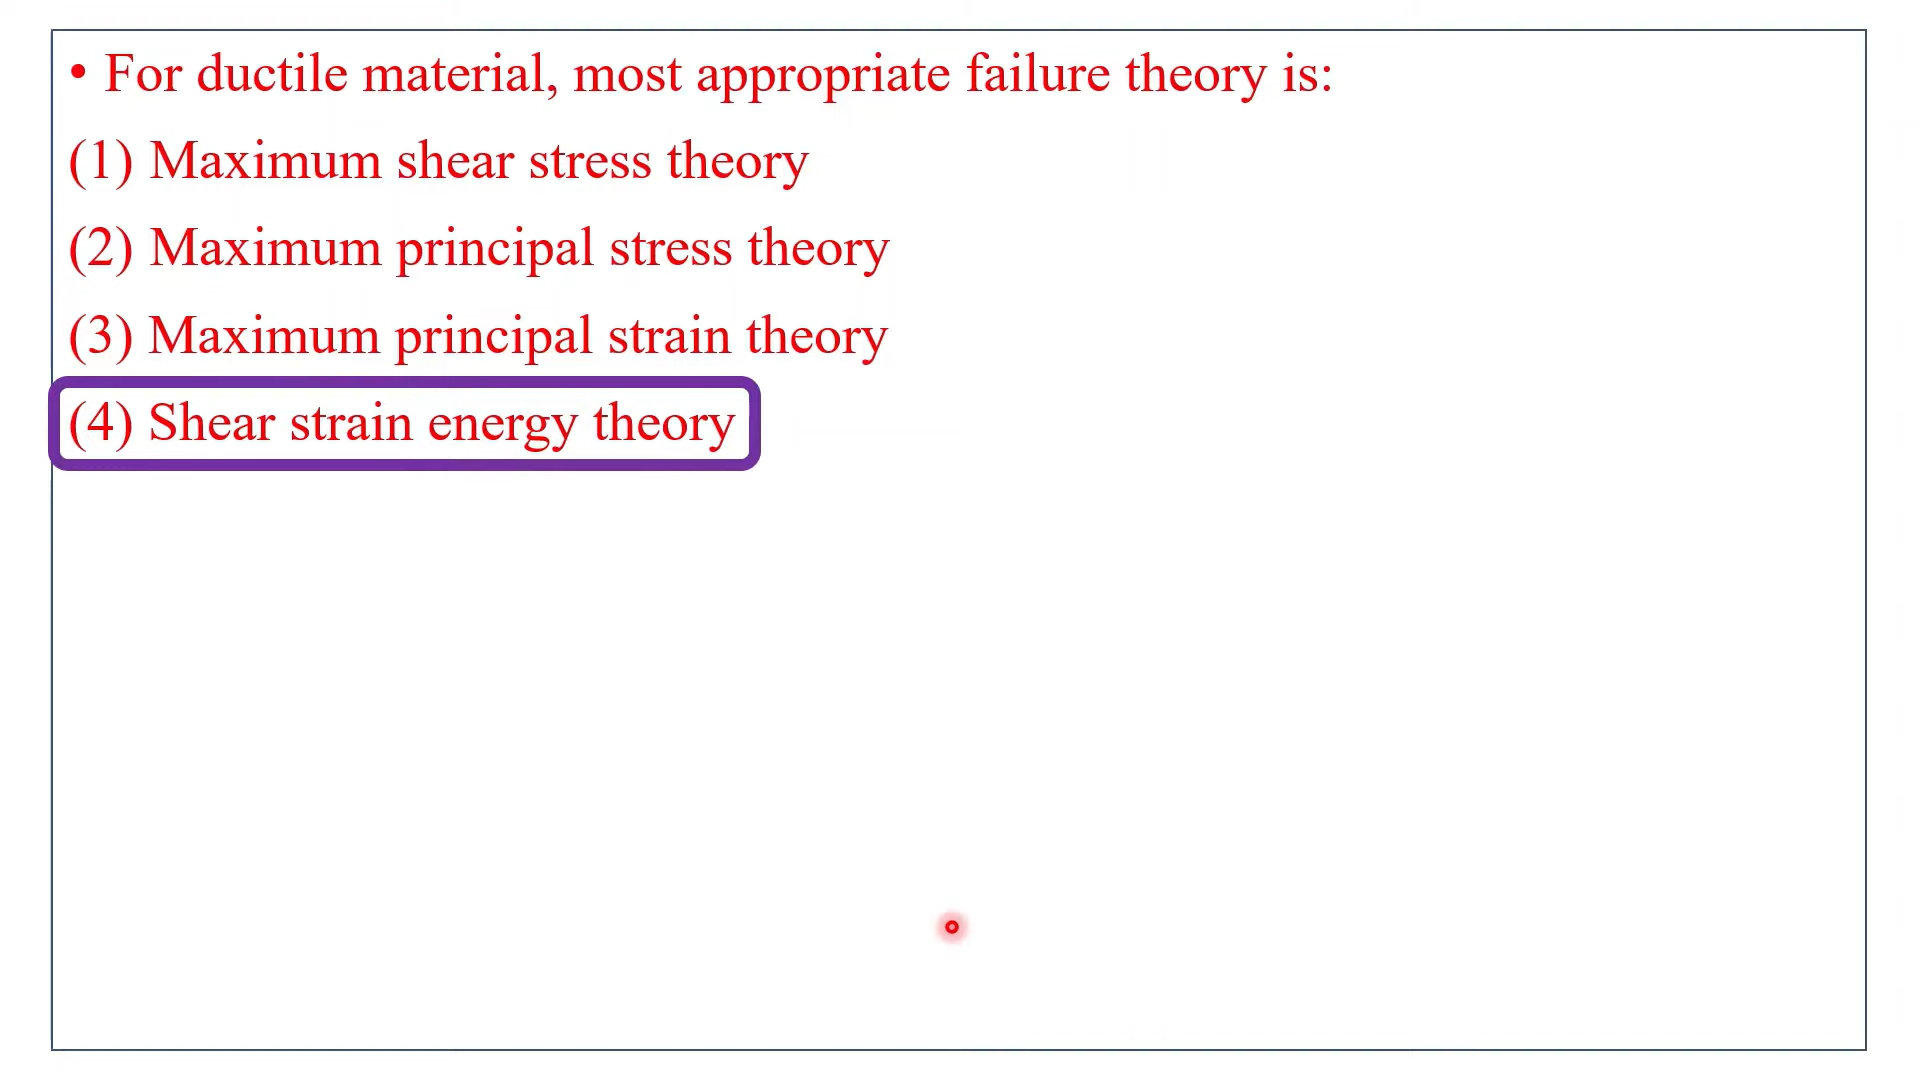 • For ductile material, most appropriate failure theory is:
(1) Maximum shear stress theory
(2) Maximum principal stress theory
(3) Maximum principal strain theory
(4) Shear strain energy theory